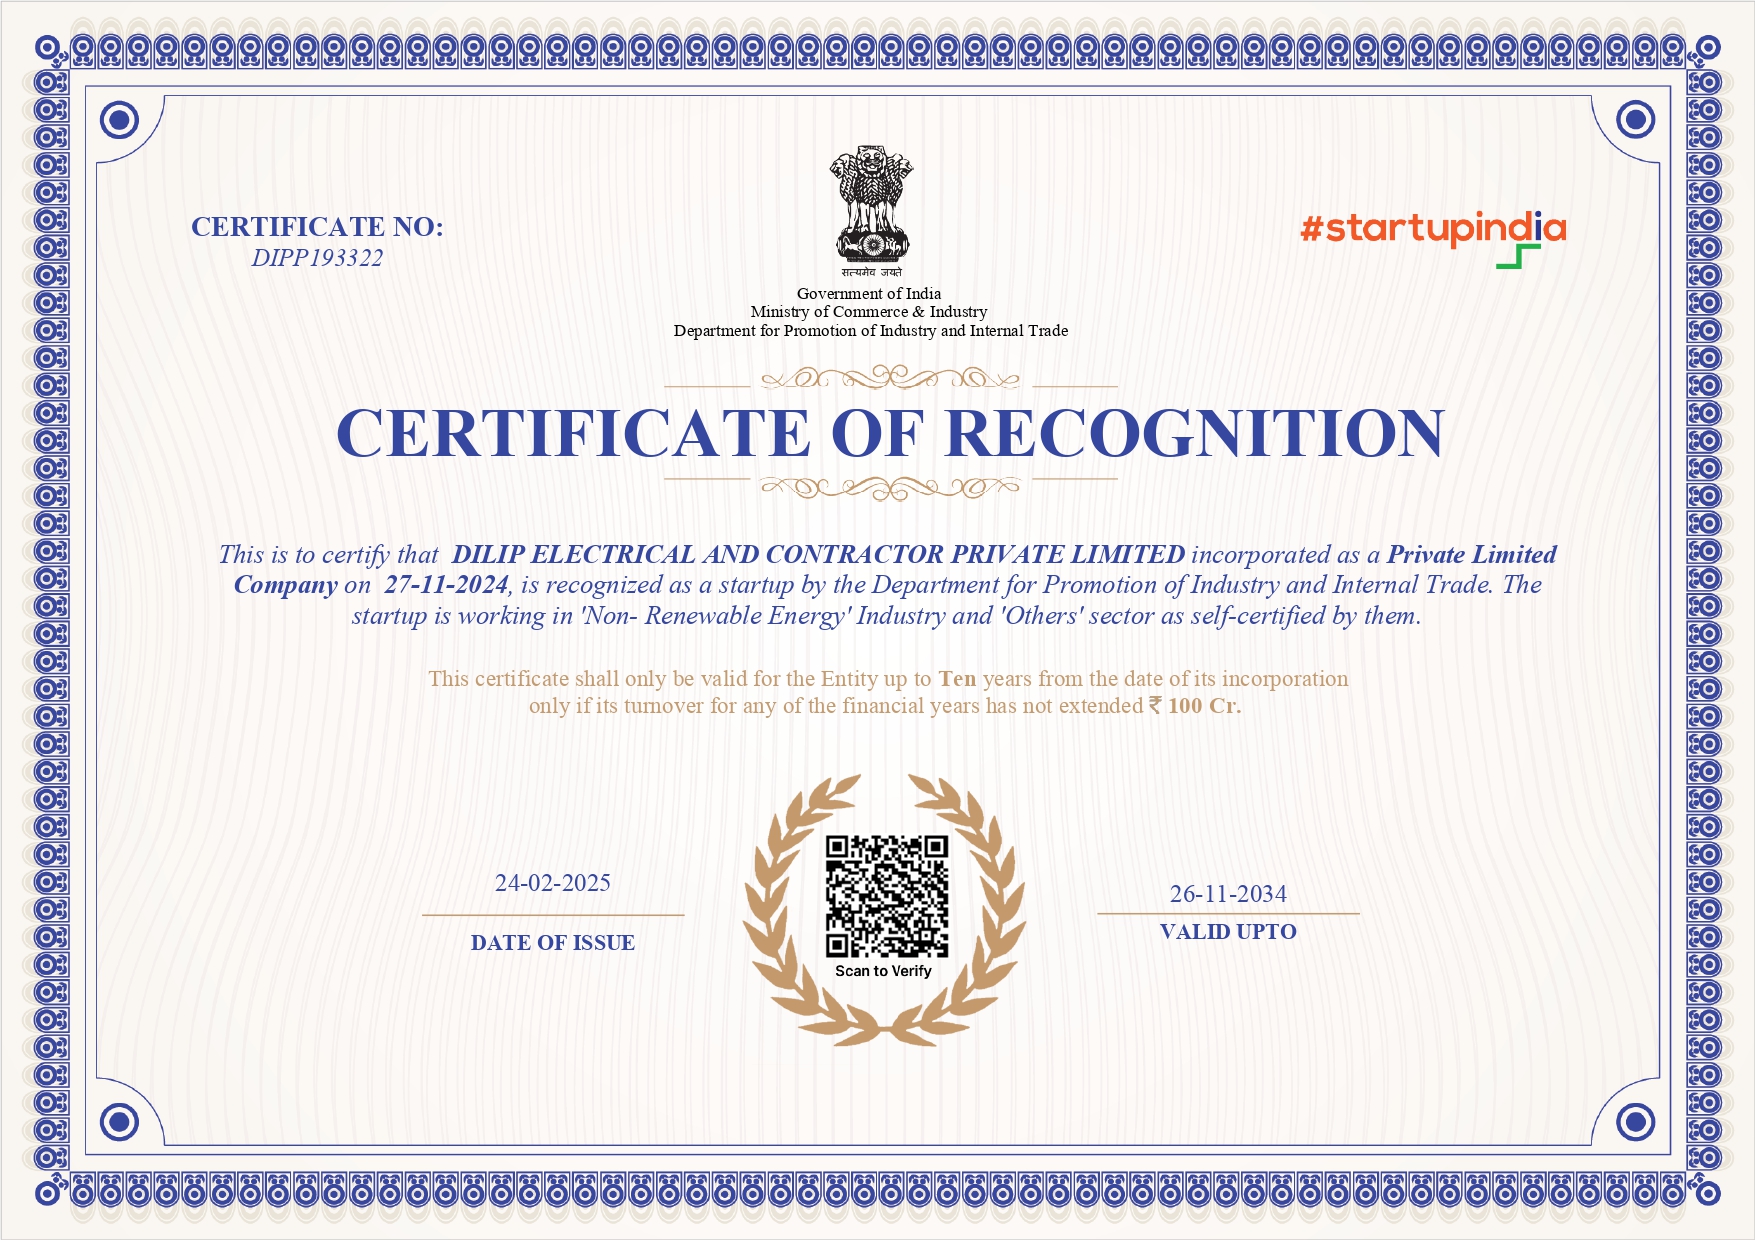 CERTIFICATE NO:
DIPP193322
सत्यमेव जयते
#startupindia
Government of India
Ministry of Commerce & Industry
Department for Promotion of Industry and Internal Trade
CERTIFICATE OF RECOGNITION
This is to certify that DILIP ELECTRICAL AND CONTRACTOR PRIVATE LIMITED incorporated as a Private Limited
Company on 27-11-2024, is recognized as a startup by the Department for Promotion of Industry and Internal Trade. The
startup is working in 'Non- Renewable Energy' Industry and 'Others' sector as self-certified by them.
This certificate shall only be valid for the Entity up to Ten years from the date of its incorporation
only if its turnover for any of the financial years has not extended ₹ 100 Cr.
24-02-2025
DATE OF ISSUE
Scan to Verify
26-11-2034
VALID UPTO